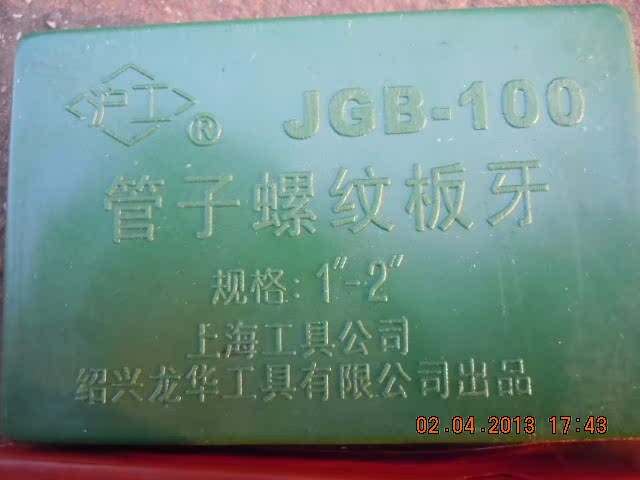 沪工® JGB-100
管子螺纹板牙
规格: 1"-2"
上海工具公司
绍兴龙华工具有限公司出品
02.04.2013 17:43